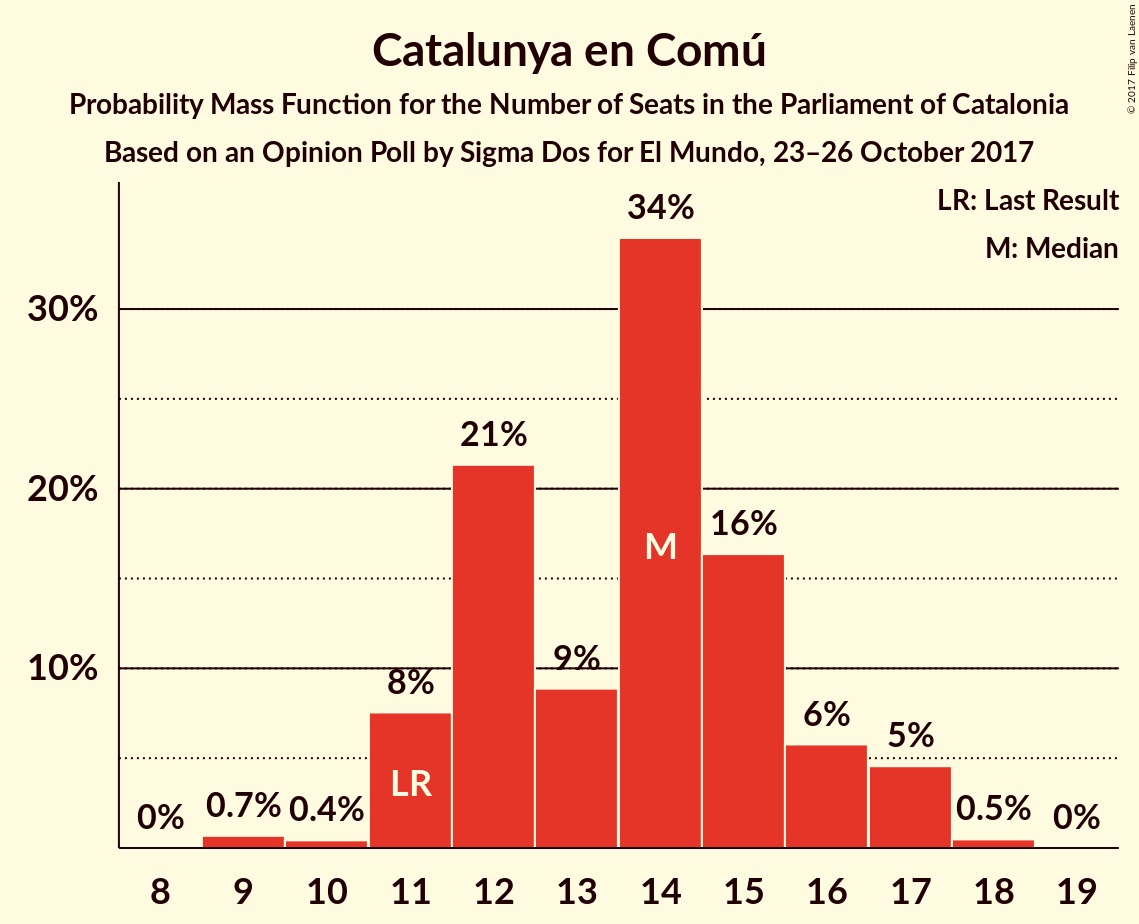 Catalunya en Comú
Probability Mass Function for the Number of Seats in the Parliament of Catalonia
Based on an Opinion Poll by Sigma Dos for El Mundo, 23–26 October 2017
© 2017 Filip van Laenen
LR: Last Result
M: Median
30%
20%
10%
0%
0.7%
0.4%
8%
21%
9%
34%
16%
6%
5%
0.5%
0%
LR
M
8 9 10 11 12 13 14 15 16 17 18 19